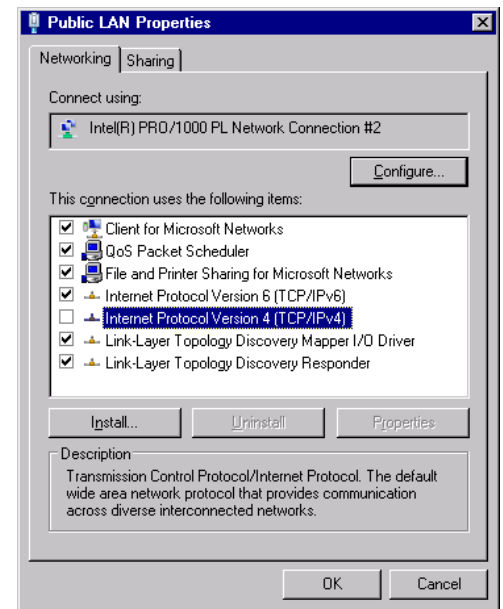 Public LAN Properties
Networking
Sharing
Connect using:
Intel(R) PRO/1000 PL Network Connection #2
Configure...
This connection uses the following items:
Client for Microsoft Networks
QoS Packet Scheduler
File and Printer Sharing for Microsoft Networks
Internet Protocol Version 6 (TCP/IPv6)
Internet Protocol Version 4 (TCP/IPv4)
Link-Layer Topology Discovery Mapper I/O Driver
Link-Layer Topology Discovery Responder
Install...
Uninstall
Properties
Description
Transmission Control Protocol/Internet Protocol. The default
wide area network protocol that provides communication
across diverse interconnected networks.
OK
Cancel